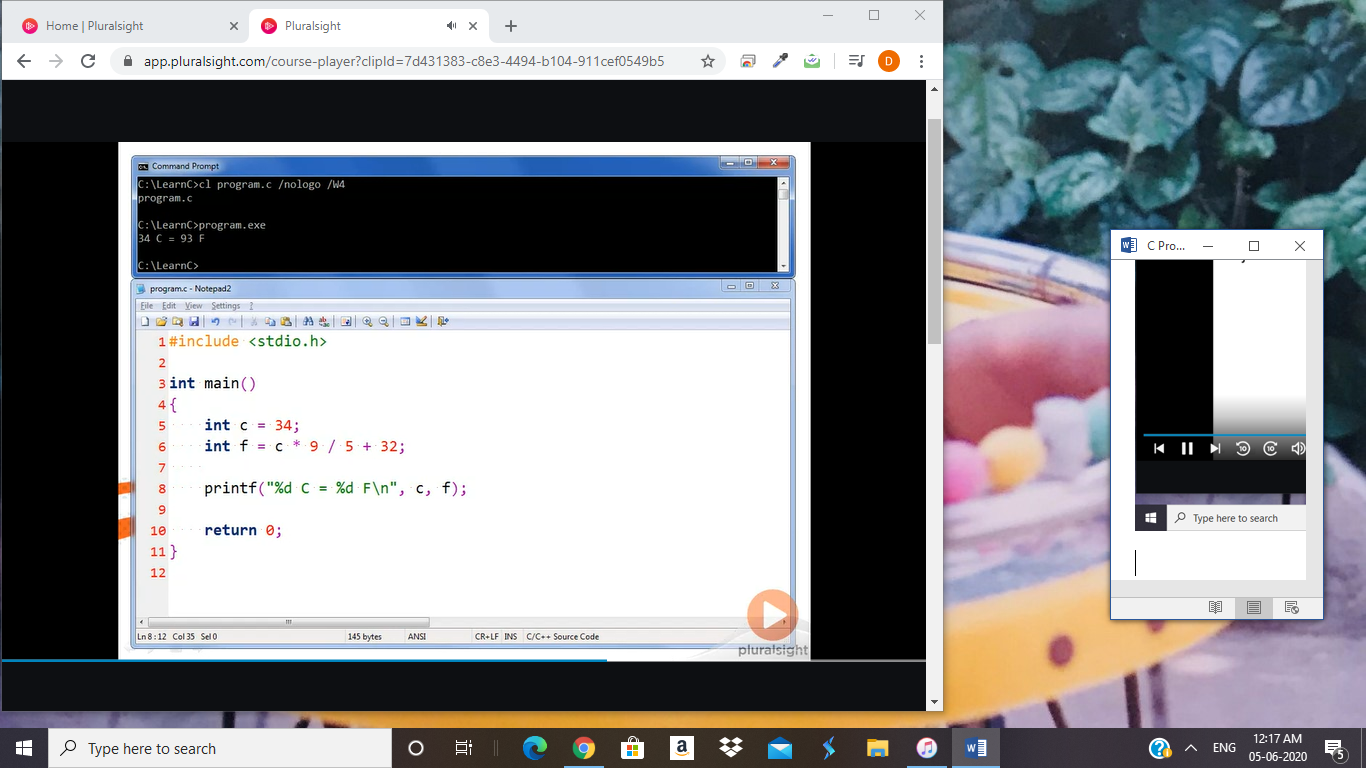 Home | Pluralsight
Pluralsight
app.pluralsight.com/course-player?clipId=7d431383-c8e3-4494-b104-911cef0549b5
D
Command Prompt
C:\LearnC>cl program.c /nologo /W4
program.c
C:\LearnC>program.exe
34 C = 93 F
C:\LearnC>
program.c - Notepad2
File Edit View Settings ?
1 #include <stdio.h>
2
3 int main()
4 {
5 int c = 34;
6 int f = c * 9 / 5 + 32;
7
8 printf("%d C = %d F\n", c, f);
9
10 return 0;
11 }
12
Ln 8 : 12 Col 35 Sel 0 145 bytes ANSI CR+LF INS C/C++ Source Code
pluralsight
C Pro...
10 10
Type here to search
Type here to search
ENG
12:17 AM
05-06-2020
5